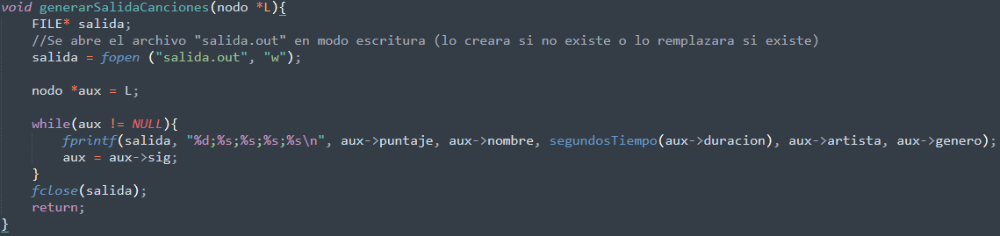 void generarSalidaCanciones(nodo *L){
    FILE* salida;
    //Se abre el archivo "salida.out" en modo escritura (lo creara si no existe o lo remplazara si existe)
    salida = fopen ("salida.out", "w");

    nodo *aux = L;

    while(aux != NULL){
        fprintf(salida, "%d;%s;%s;%s;%s\n", aux->puntaje, aux->nombre, segundosTiempo(aux->duracion), aux->artista, aux->genero);
        aux = aux->sig;
    }
    fclose(salida);
    return;
}